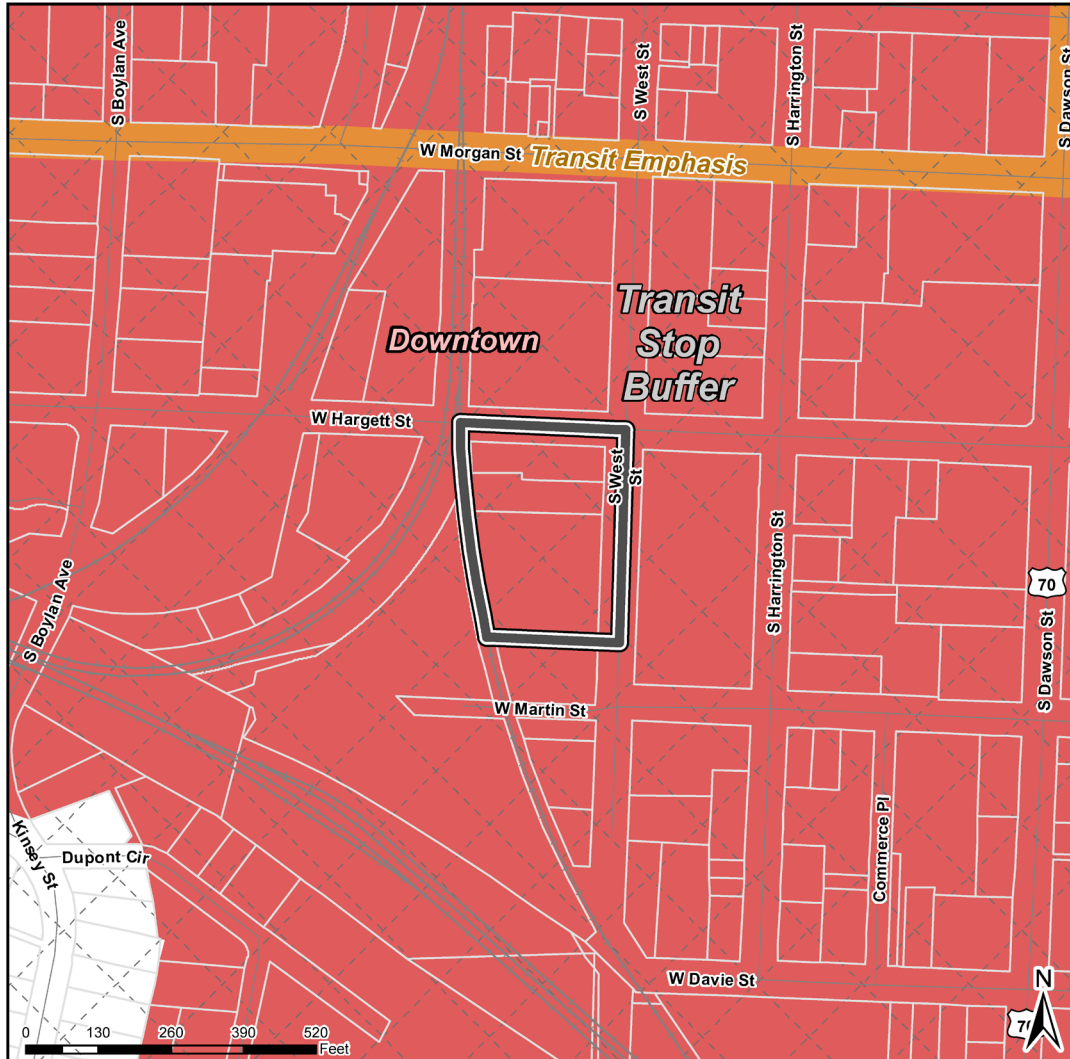 S Boylan Ave
S West St
S Harrington St
S Dawson St
W Morgan St
Transit Emphasis
Transit
Stop
Buffer
Downtown
W Hargett St
S West
St
S Harrington St
70
S Boylan Ave
S Dawson St
W Martin St
Kinsey St
Dupont Cir
Commerce Pl
W Davie St
N
70
0 130 260 390 520
Feet